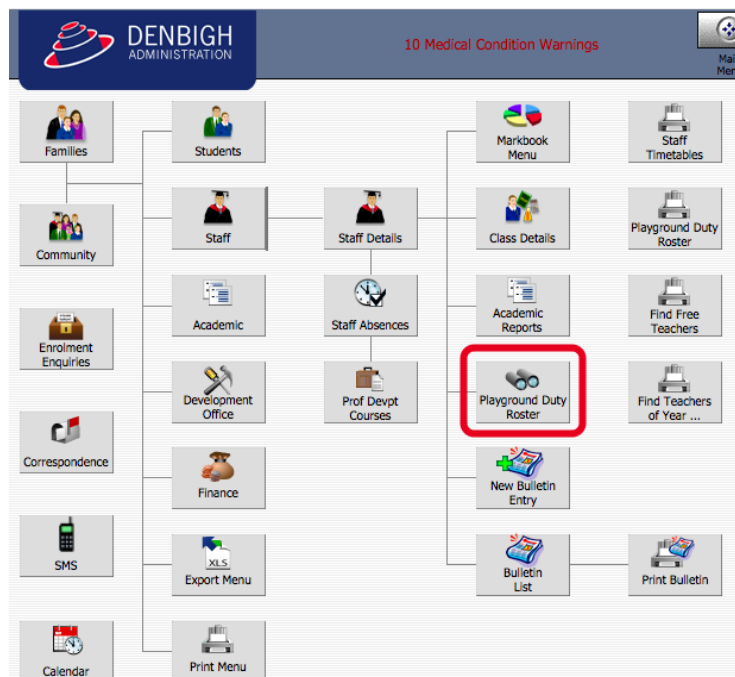 DENBIGH
ADMINISTRATION
10 Medical Condition Warnings
Families
Students
Markbook
Menu
Staff
Timetables
Community
Staff
Staff Details
Class Details
Playground Duty
Roster
Enrolment
Enquiries
Academic
Staff Absences
Academic
Reports
Find Free
Teachers
Development
Office
Prof Devpt
Courses
Playground Duty
Roster
Find Teachers
of Year ...
Correspondence
Finance
New Bulletin
Entry
SMS
XLS
Export Menu
Bulletin
List
Print Bulletin
Calendar
Print Menu